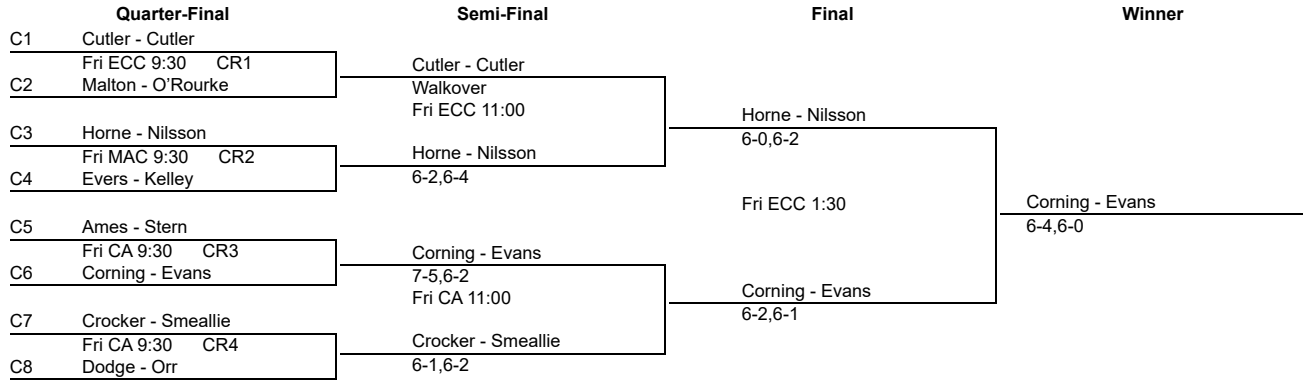 Quarter-Final Semi-Final Final Winner
C1 Cutler - Cutler
Fri ECC 9:30 CR1
C2 Malton - O'Rourke
Cutler - Cutler
Walkover
Fri ECC 11:00
C3 Horne - Nilsson
Fri MAC 9:30 CR2
C4 Evers - Kelley
Horne - Nilsson
6-2,6-4
Horne - Nilsson
6-0,6-2
Fri ECC 1:30
Corning - Evans
6-4,6-0
C5 Ames - Stern
Fri CA 9:30 CR3
C6 Corning - Evans
Corning - Evans
7-5,6-2
Fri CA 11:00
Corning - Evans
6-2,6-1
C7 Crocker - Smeallie
Fri CA 9:30 CR4
C8 Dodge - Orr
Crocker - Smeallie
6-1,6-2